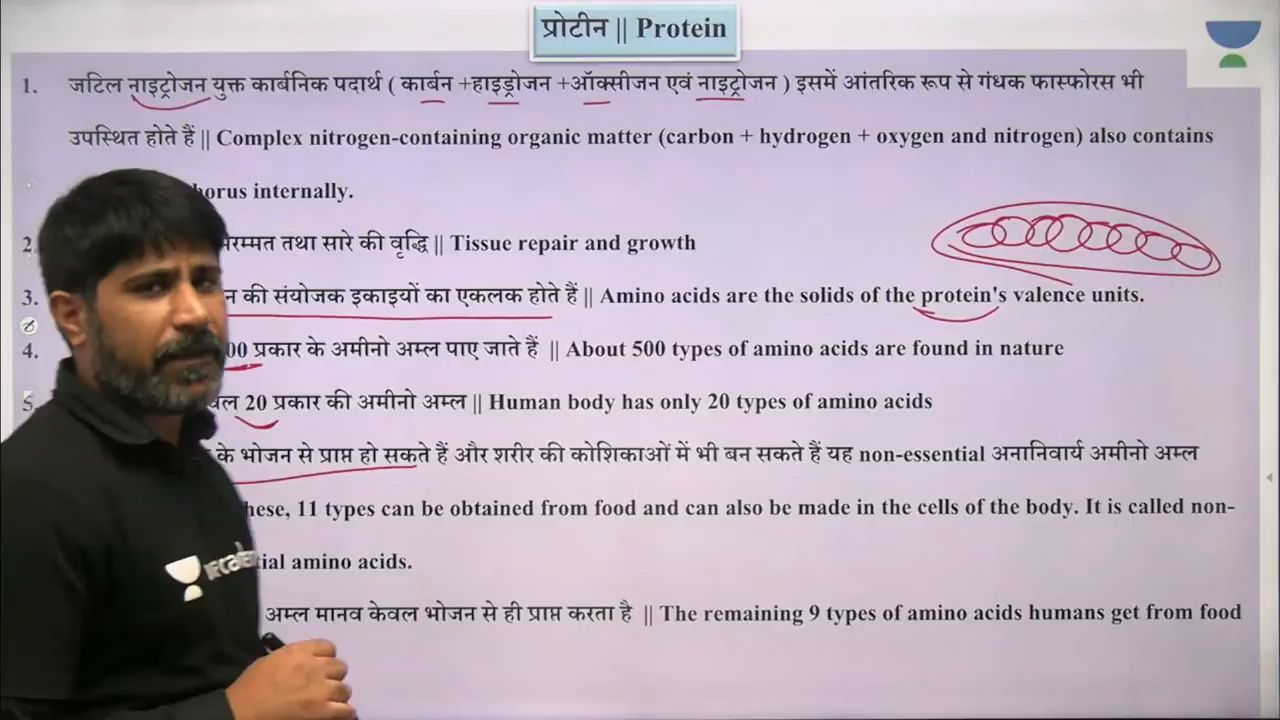 प्रोटीन || Protein
1. जटिल नाइट्रोजन युक्त कार्बनिक पदार्थ ( कार्बन +हाइड्रोजन +ऑक्सीजन एवं नाइट्रोजन ) इसमें आंतरिक रूप से गंधक फास्फोरस भी
उपस्थित होते हैं || Complex nitrogen-containing organic matter (carbon + hydrogen + oxygen and nitrogen) also contains
horus internally.
2. मरम्मत तथा सारे की वृद्धि || Tissue repair and growth
3. न की संयोजक इकाइयों का एकलक होते हैं || Amino acids are the solids of the protein's valence units.
4. 00 प्रकार के अमीनो अम्ल पाए जाते हैं || About 500 types of amino acids are found in nature
5. वल 20 प्रकार की अमीनो अम्ल || Human body has only 20 types of amino acids
के भोजन से प्राप्त हो सकते हैं और शरीर की कोशिकाओं में भी बन सकते हैं यह non-essential अनानिवार्य अमीनो अम्ल
hese, 11 types can be obtained from food and can also be made in the cells of the body. It is called non-
tial amino acids.
अम्ल मानव केवल भोजन से ही प्राप्त करता है || The remaining 9 types of amino acids humans get from food